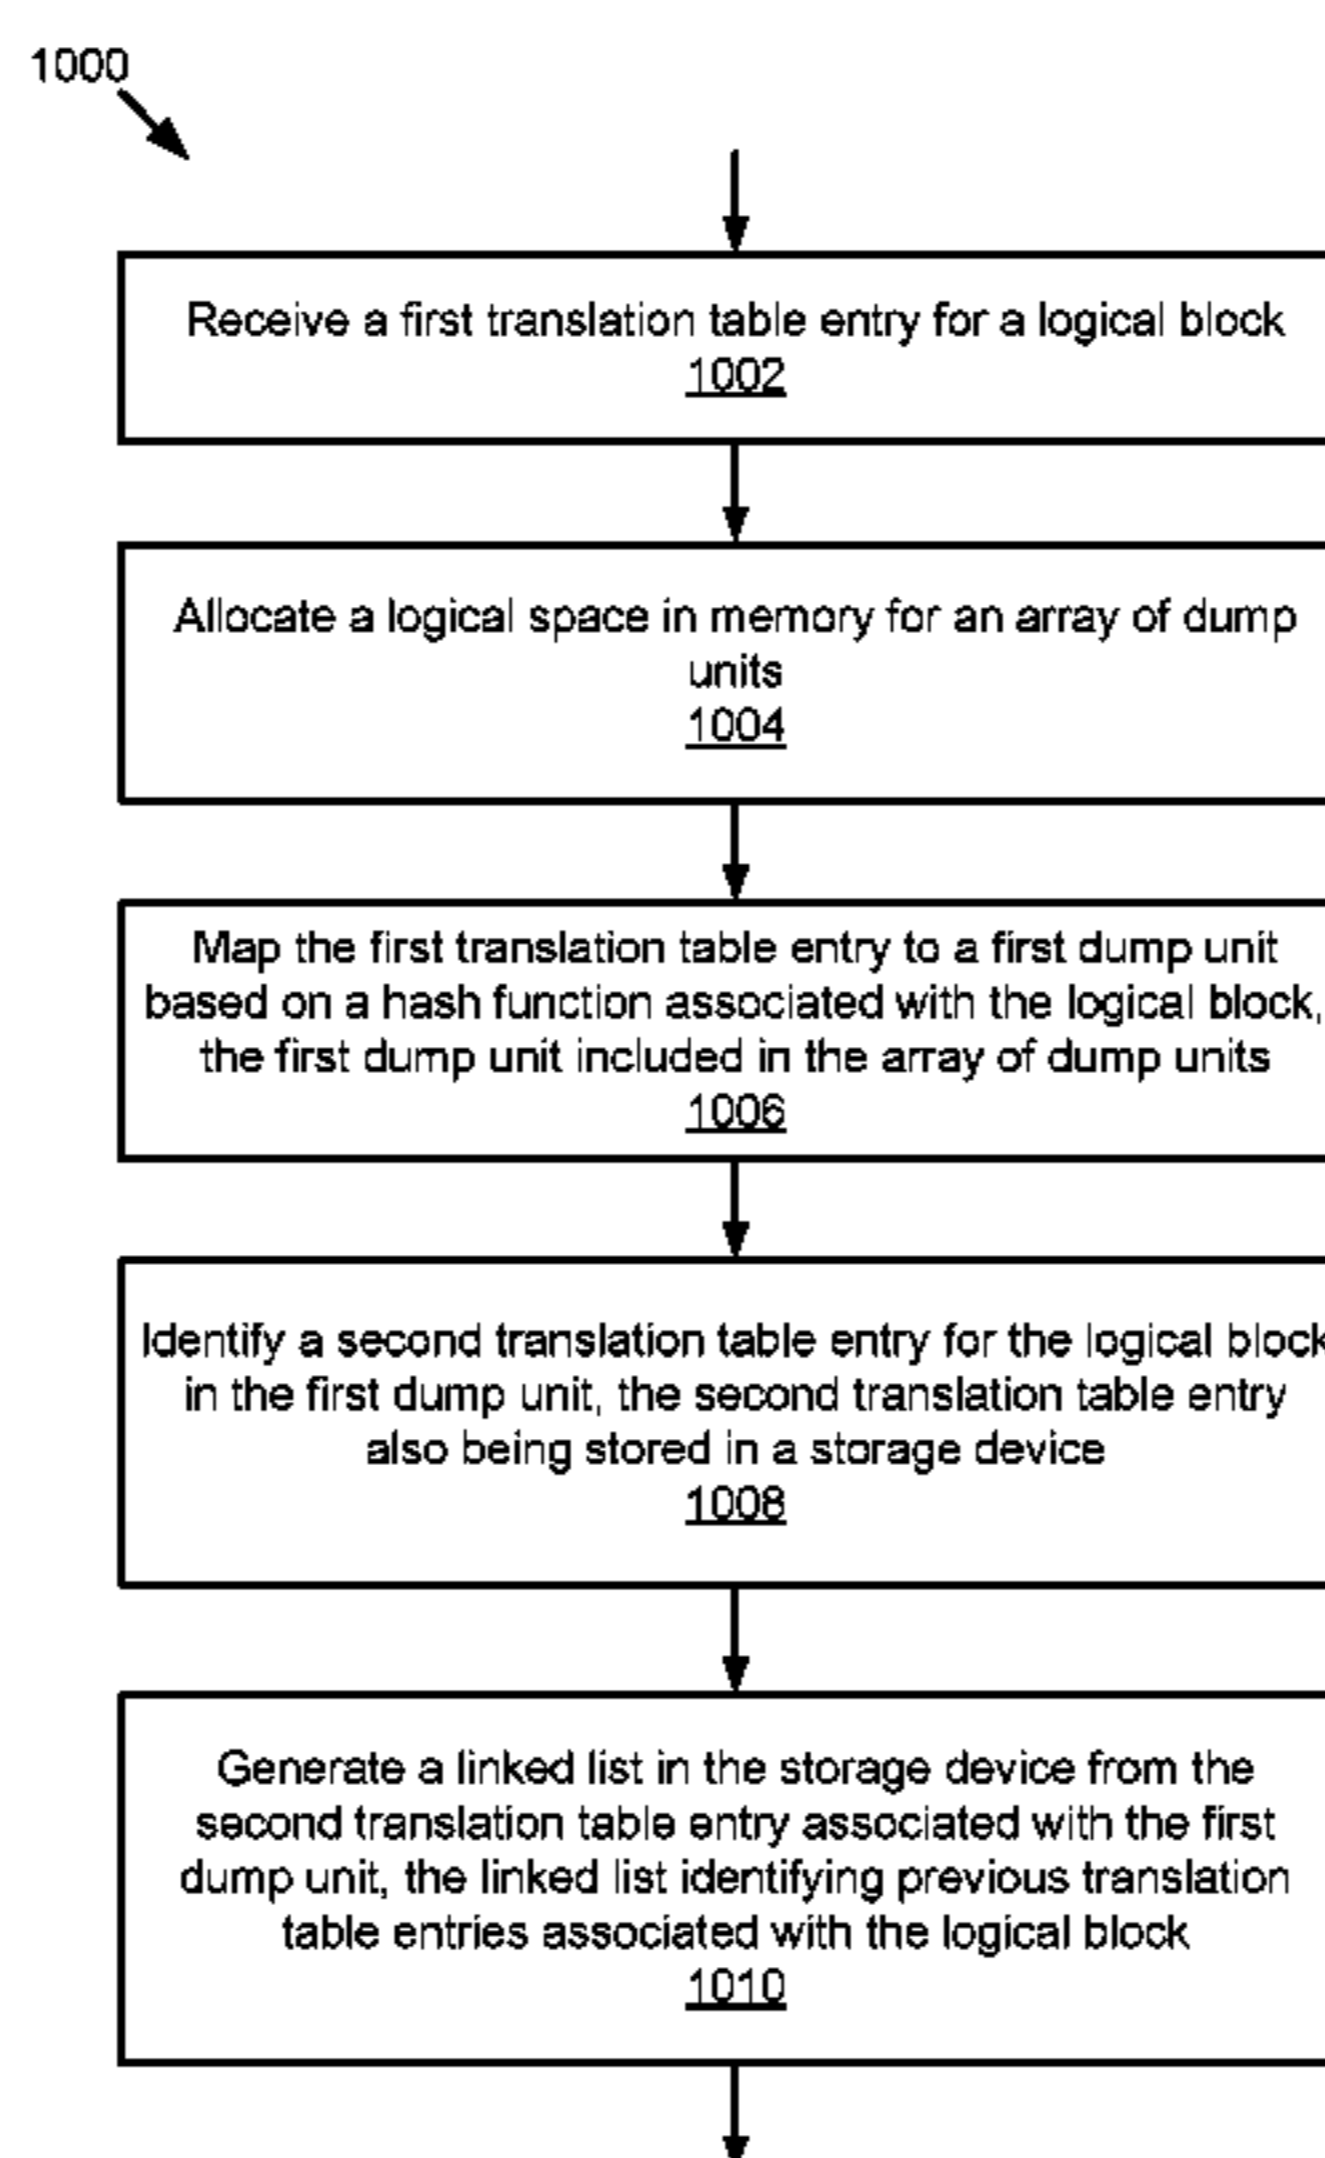 1000
Receive a first translation table entry for a logical block
1002
Allocate a logical space in memory for an array of dump
units
1004
Map the first translation table entry to a first dump unit
based on a hash function associated with the logical block,
the first dump unit included in the array of dump units
1006
Identify a second translation table entry for the logical block
in the first dump unit, the second translation table entry
also being stored in a storage device
1008
Generate a linked list in the storage device from the
second translation table entry associated with the first
dump unit, the linked list identifying previous translation
table entries associated with the logical block
1010